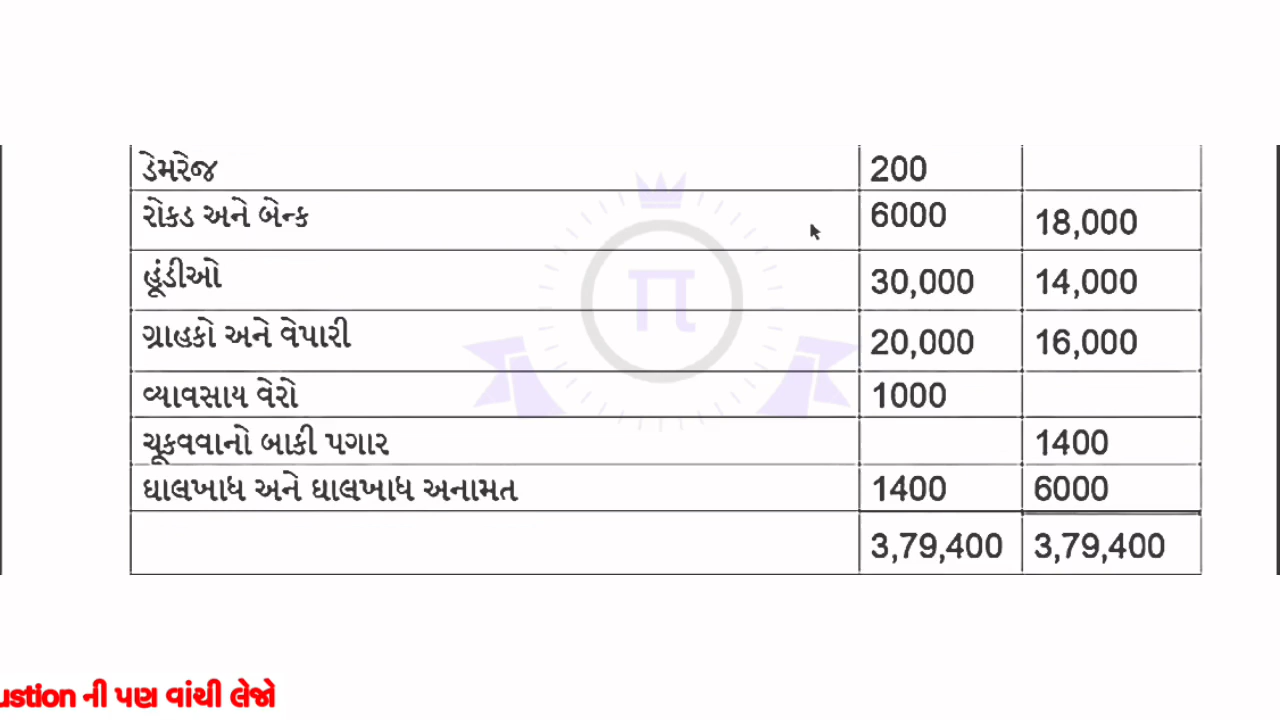 ડેમરેજ 200
રોકડ અને બેન્ક 6000 18,000
હૂંડીઓ 30,000 14,000
ગ્રાહકો અને વેપારી 20,000 16,000
વ્યાવસાય વેરો 1000
ચૂકવવાનો બાકી પગાર 1400
ઘાલખાધ અને ઘાલખાધ અનામત 1400 6000
3,79,400 3,79,400
ustion ની પણ વાંચી લેજો